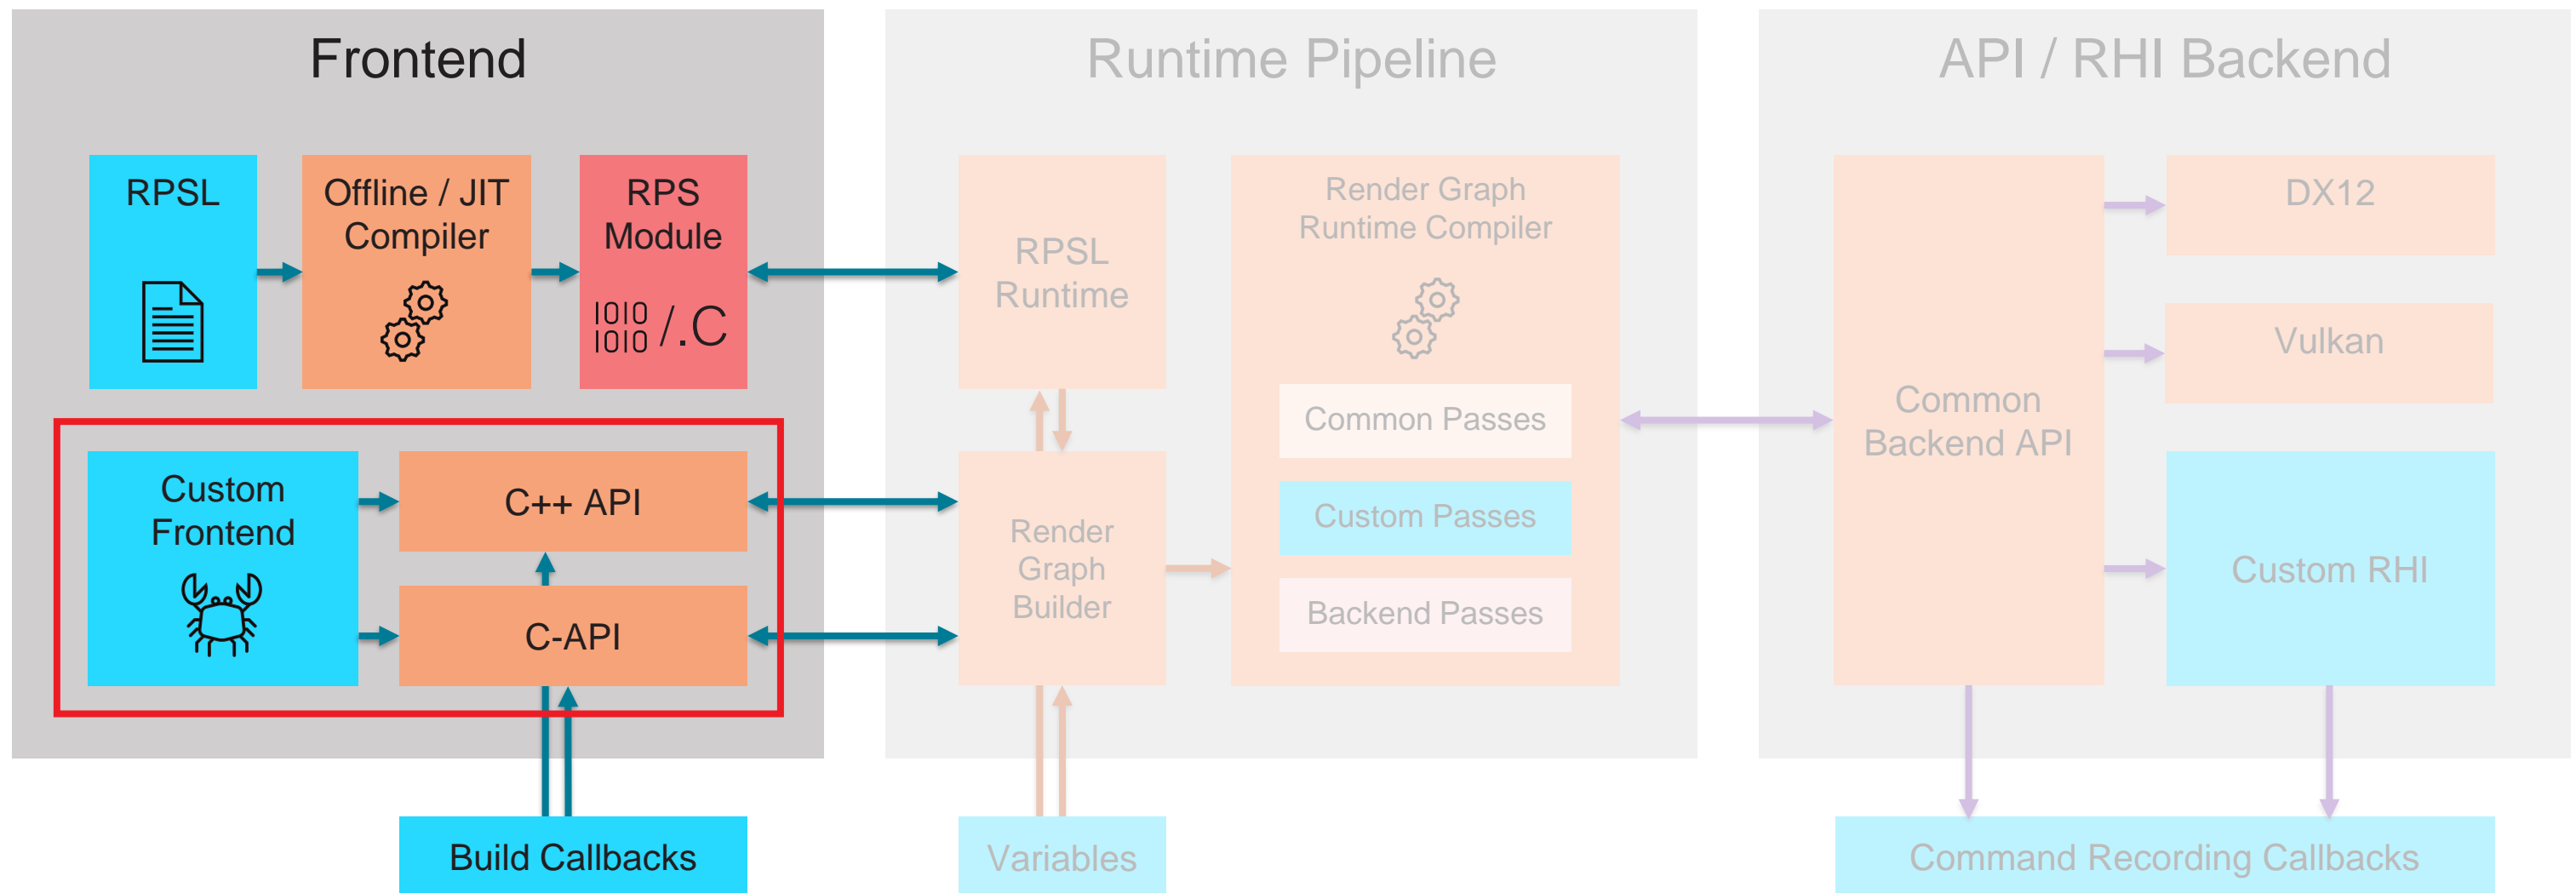 Frontend
RPSL
Offline / JIT
Compiler
RPS
Module
1010
1010 /.C
Custom
Frontend
C++ API
C-API
Build Callbacks
Runtime Pipeline
RPSL
Runtime
Render Graph
Runtime Compiler
Common Passes
Custom Passes
Backend Passes
Render
Graph
Builder
Variables
API / RHI Backend
Common
Backend API
DX12
Vulkan
Custom RHI
Command Recording Callbacks